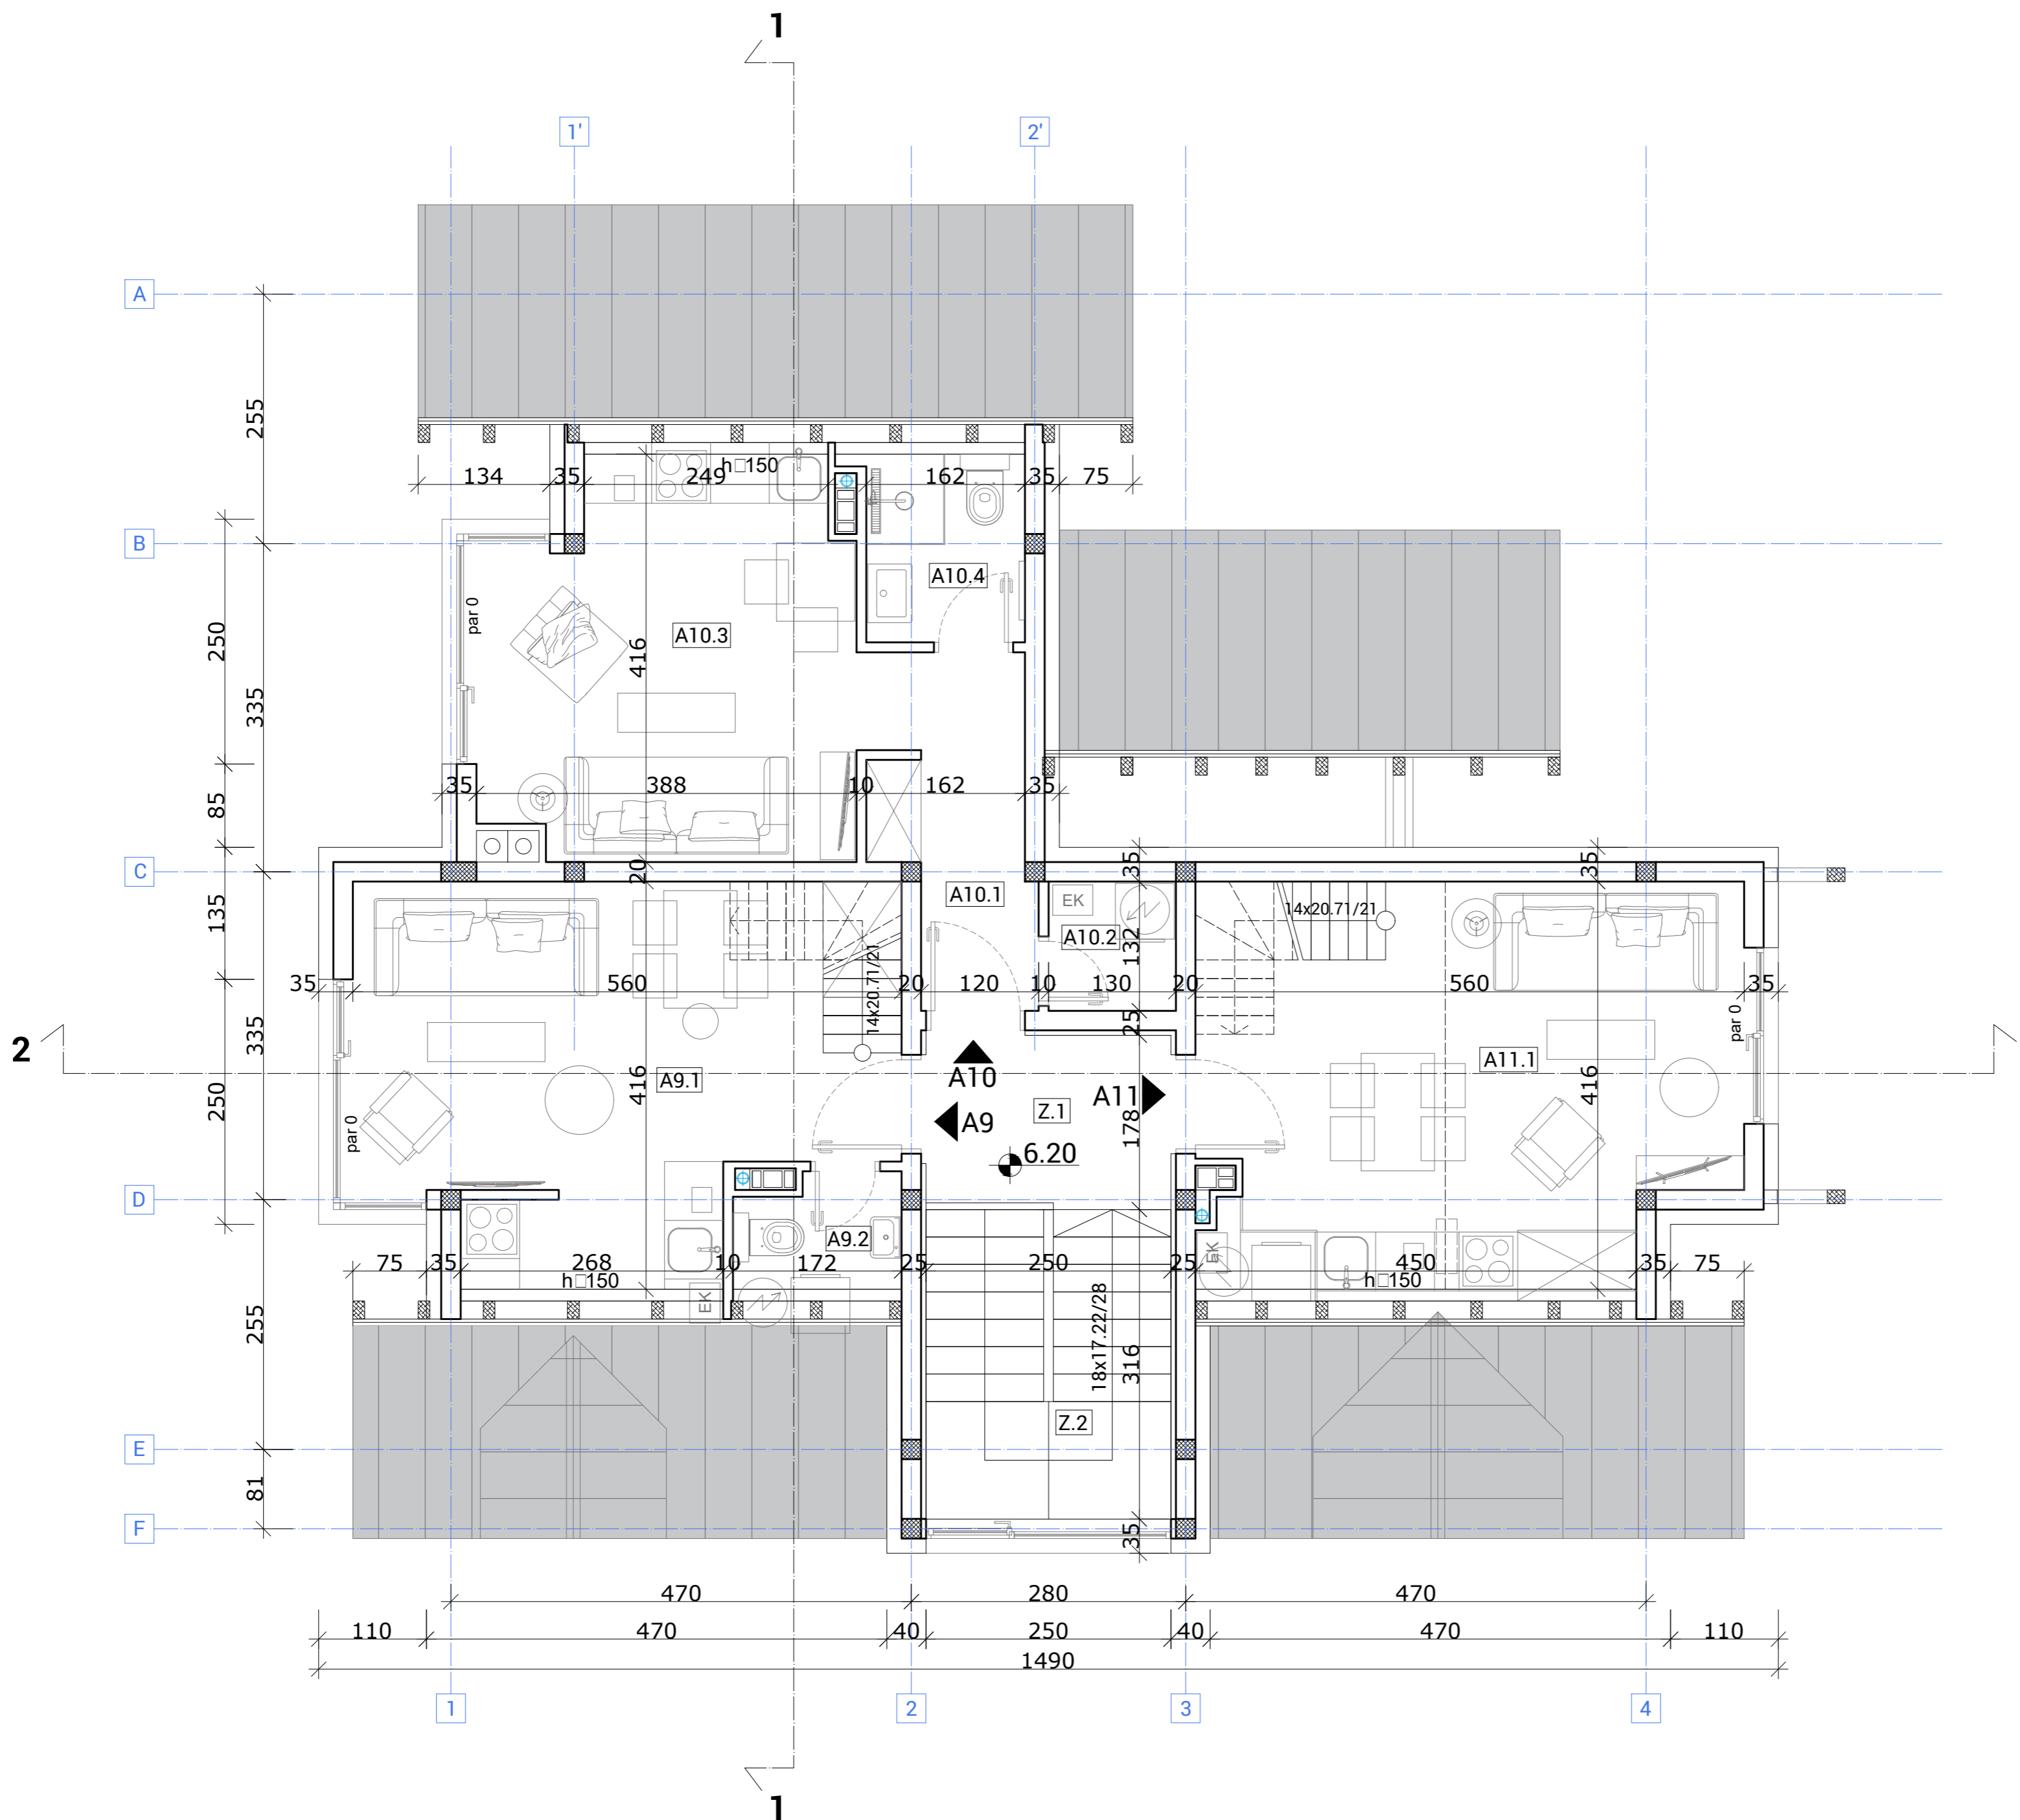 1
1'
2'
A
255
h□150
134
35
249
162
35
75
B
A10.4
par 0
A10.3
250
416
335
35
388
10
162
35
85
20
35
35
C
A10.1
EK
14x20.71/21
A10.2
132
135
14x20.71/21
35
560
20
120
10
130
20
560
35
25
par 0
2
335
A10
A11.1
A9.1
416
416
250
A11
Z.1
A9
178
par 0
6.20
D
A9.2
EK
75
35
268
10
172
25
250
25
450
35
75
h□150
h□150
EK
255
18x17.22/28
316
Z.2
E
81
F
35
470
280
470
110
470
40
250
40
470
110
1490
1
2
3
4
1